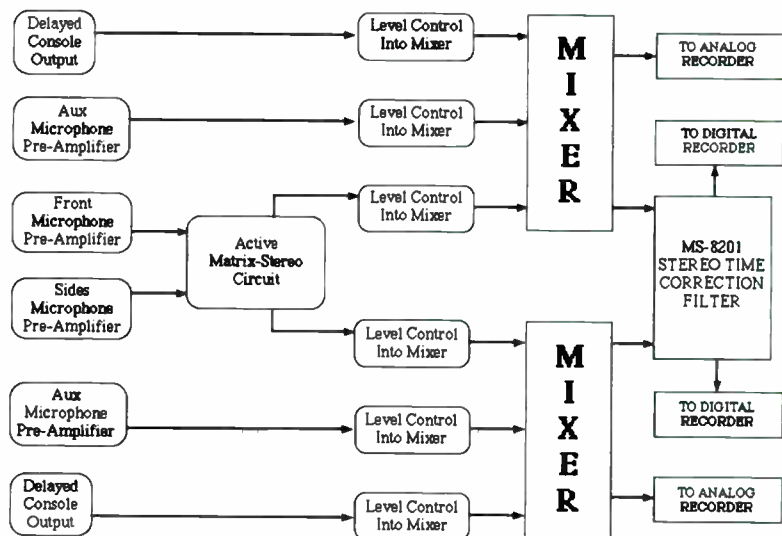 Delayed
Console
Output
Level Control
Into Mixer
MIXER
TO ANALOG
RECORDER
Aux
Microphone
Pre-Amplifier
Level Control
Into Mixer
TO DIGITAL
RECORDER
Front
Microphone
Pre-Amplifier
Level Control
Into Mixer
Active
Matrix-Stereo
Circuit
MS-8201
STEREO TIME
CORRECTION
FILTER
Sides
Microphone
Pre-Amplifier
Level Control
Into Mixer
MIXER
Aux
Microphone
Pre-Amplifier
Level Control
Into Mixer
TO DIGITAL
RECORDER
Delayed
Console
Output
Level Control
Into Mixer
TO ANALOG
RECORDER